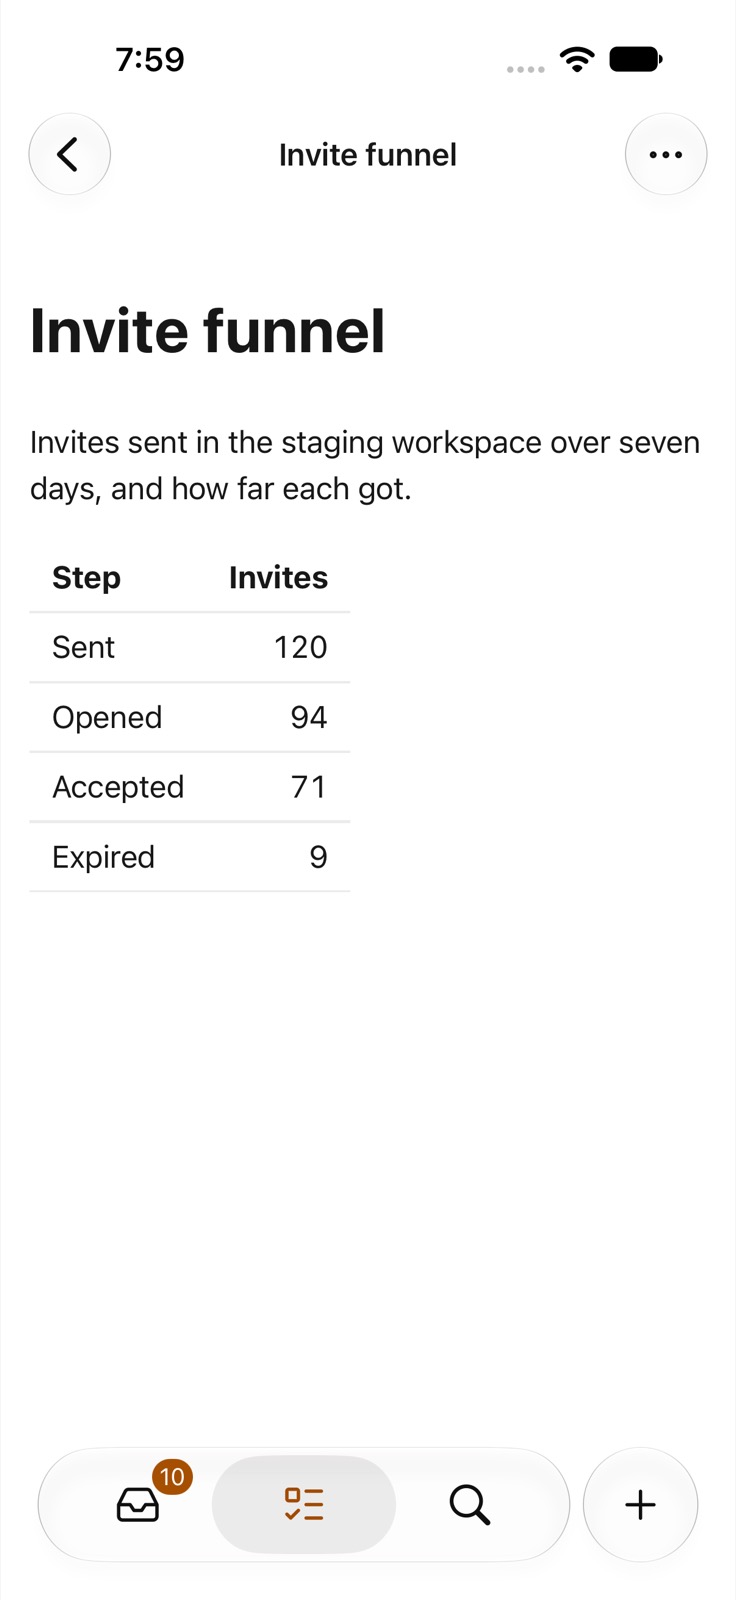 7:59
Invite funnel
Invite funnel
Invites sent in the staging workspace over seven
days, and how far each got.
Step Invites
Sent 120
Opened 94
Accepted 71
Expired 9
10